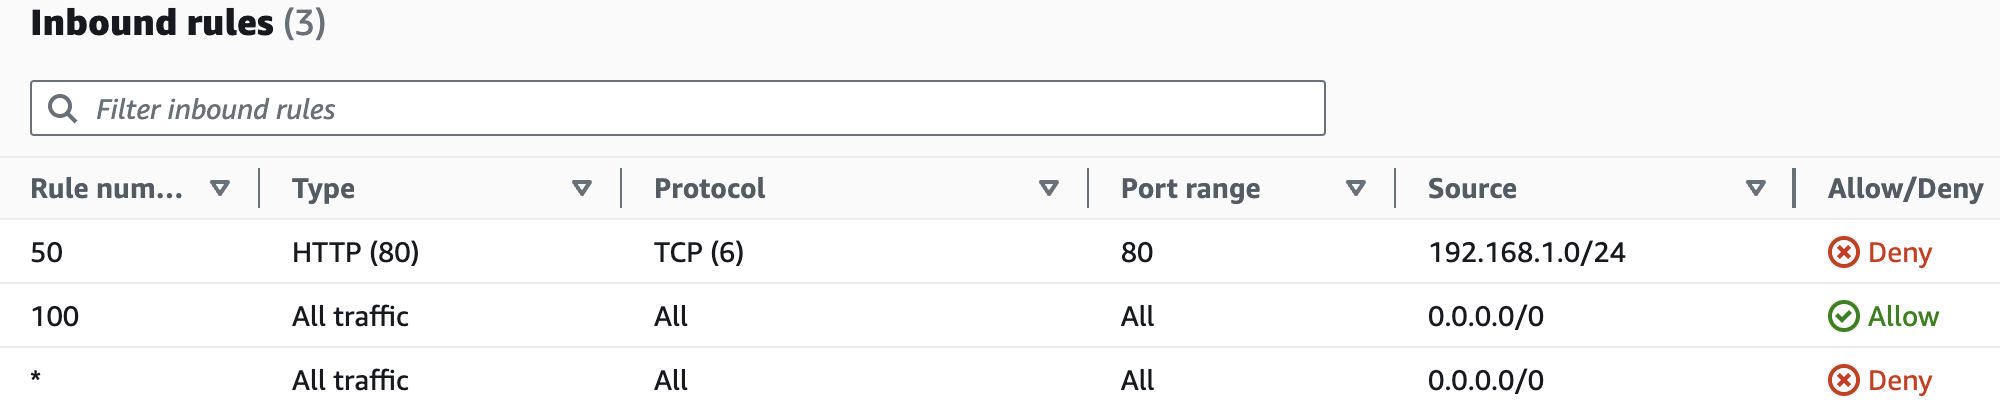 Inbound rules (3)
Filter inbound rules
Rule num... Type Protocol Port range Source Allow/Deny
50 HTTP (80) TCP (6) 80 192.168.1.0/24 Deny
100 All traffic All All 0.0.0.0/0 Allow
* All traffic All All 0.0.0.0/0 Deny